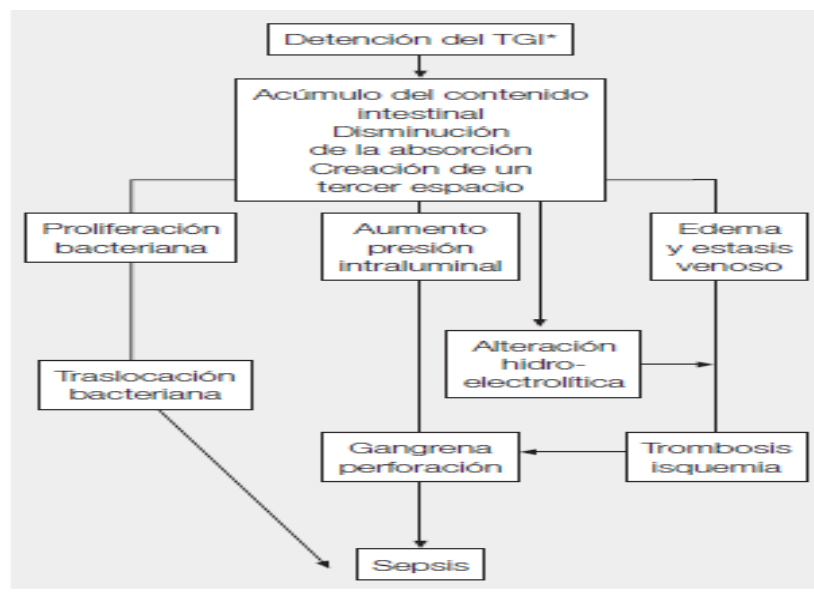 Detención del TGI*
Acúmulo del contenido
intestinal
Disminución
de la absorción
Creación de un
tercer espacio
Proliferación
bacteriana
Aumento
presión
intraluminal
Edema
y estasis
venoso
Alteración
hidro-
electrolítica
Traslocación
bacteriana
Gangrena
perforación
Trombosis
isquemia
Sepsis